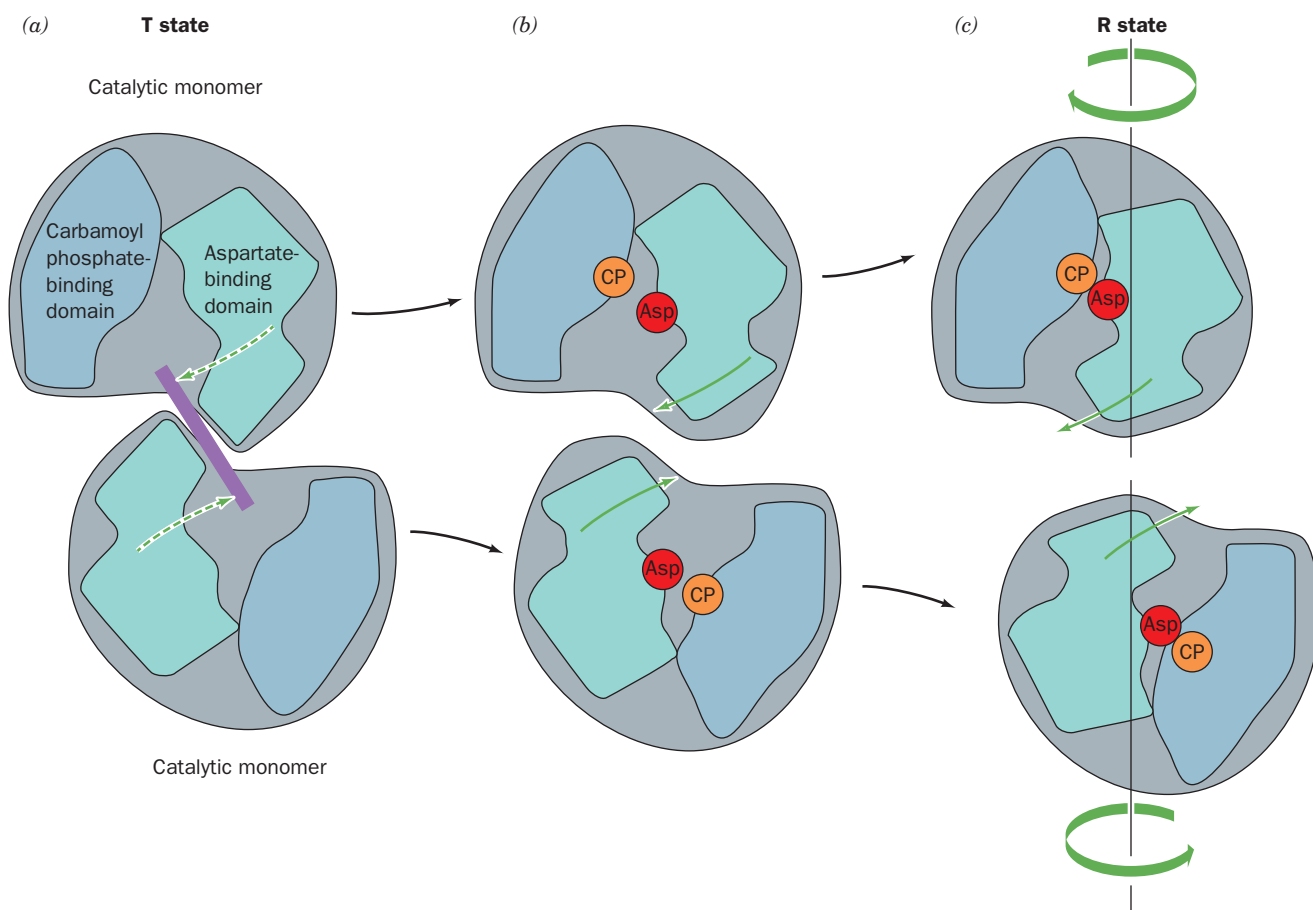 (a)
T state
(b)
(c)
R state
Catalytic monomer
Carbamoyl
phosphate-
binding
domain
Aspartate-
binding
domain
CP
Asp
CP
Asp
Asp
CP
Asp
CP
Catalytic monomer